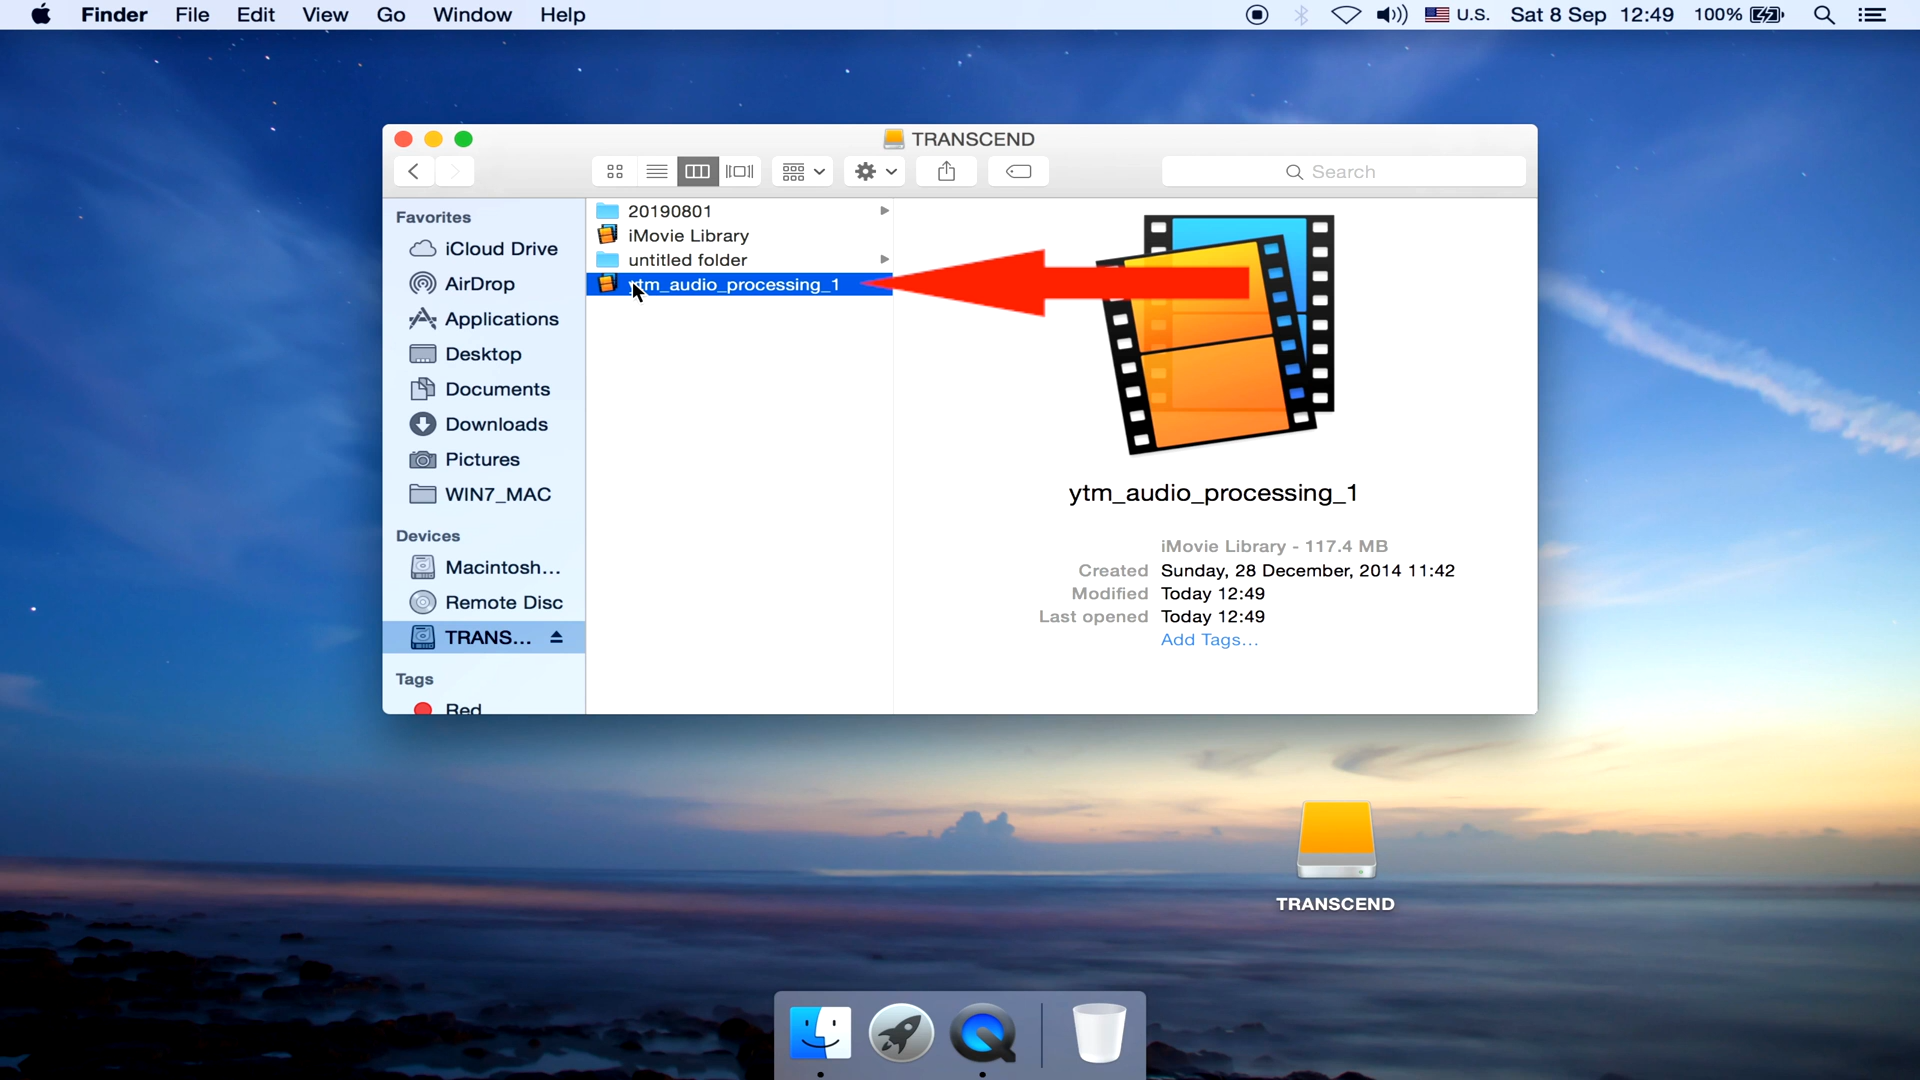 Finder File Edit View Go Window Help U.S. Sat 8 Sep 12:49 100%
TRANSCEND
Search
Favorites
iCloud Drive
AirDrop
Applications
Desktop
Documents
Downloads
Pictures
WIN7_MAC
Devices
Macintosh...
Remote Disc
TRANS...
Tags
Red
20190801
iMovie Library
untitled folder
ytm_audio_processing_1
ytm_audio_processing_1
iMovie Library - 117.4 MB
Created Sunday, 28 December, 2014 11:42
Modified Today 12:49
Last opened Today 12:49
Add Tags...
TRANSCEND